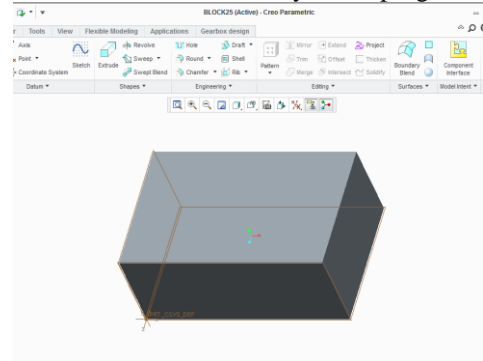 BLOCK25 (Active) - Creo Parametric
Tools View Flexible Modeling Applications Gearbox design
Axis Revolve Hole Draft Mirror Extend Project
Point Sketch Extrude Sweep Round Shell Pattern Trim Offset Thicken Boundary Blend Component Interface
Coordinate System Swept Blend Chamfer Rib Merge Intersect Solidify
Datum Shapes Engineering Editing Surfaces Model Intent
PRT_CSYS_DEF